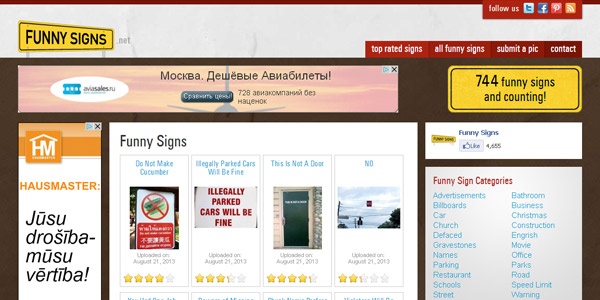 follow us
FUNNY SIGNS
.net
top rated signs
all funny signs
submit a pic
contact
Москва. Дешёвые Авиабилеты!
aviasales.ru
Сравнить цены!
728 авиакомпаний без
наценок
744 funny signs
and counting!
HM
HAUSMASTER:
Jūsu
drošība-
mūsu
vērtība!
Funny Signs
Do Not Make
Cucumber
Illegally Parked Cars
Will Be Fine
This Is Not A Door
NO
ILLEGALLY
PARKED
CARS WILL
BE FINE
Uploaded on:
August 21, 2013
Uploaded on:
August 21, 2013
Uploaded on:
August 21, 2013
Uploaded on:
August 21, 2013
Funny Signs
Like
4,655
Funny Sign Categories
Advertisements
Bathroom
Billboards
Business
Car
Christmas
Church
Construction
Defaced
Engrish
Gravestones
Movie
Names
Office
Parking
Parks
Restaurant
Road
Schools
Speed Limit
Store
Warning